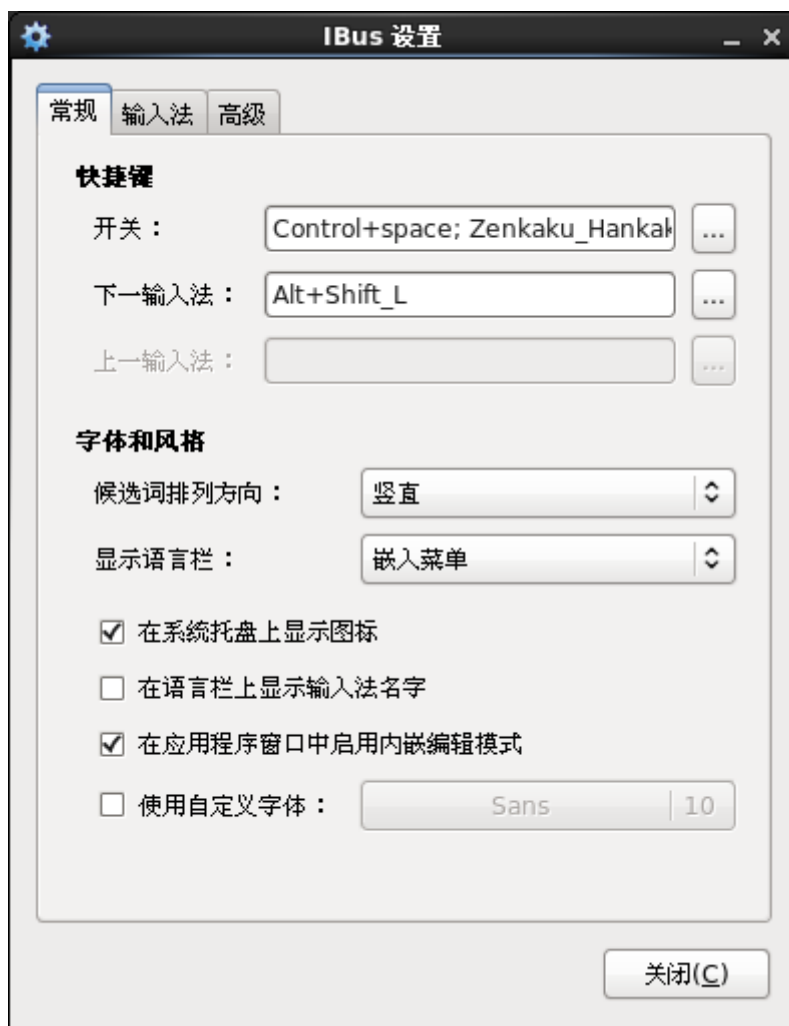 IBus 设置
常规 输入法 高级
快捷键
开关： Control+space; Zenkaku_Hankak ...
下一输入法： Alt+Shift_L ...
上一输入法： ...
字体和风格
候选词排列方向： 竖直
显示语言栏： 嵌入菜单
在系统托盘上显示图标
在语言栏上显示输入法名字
在应用程序窗口中启用内嵌编辑模式
使用自定义字体： Sans 10
关闭(C)